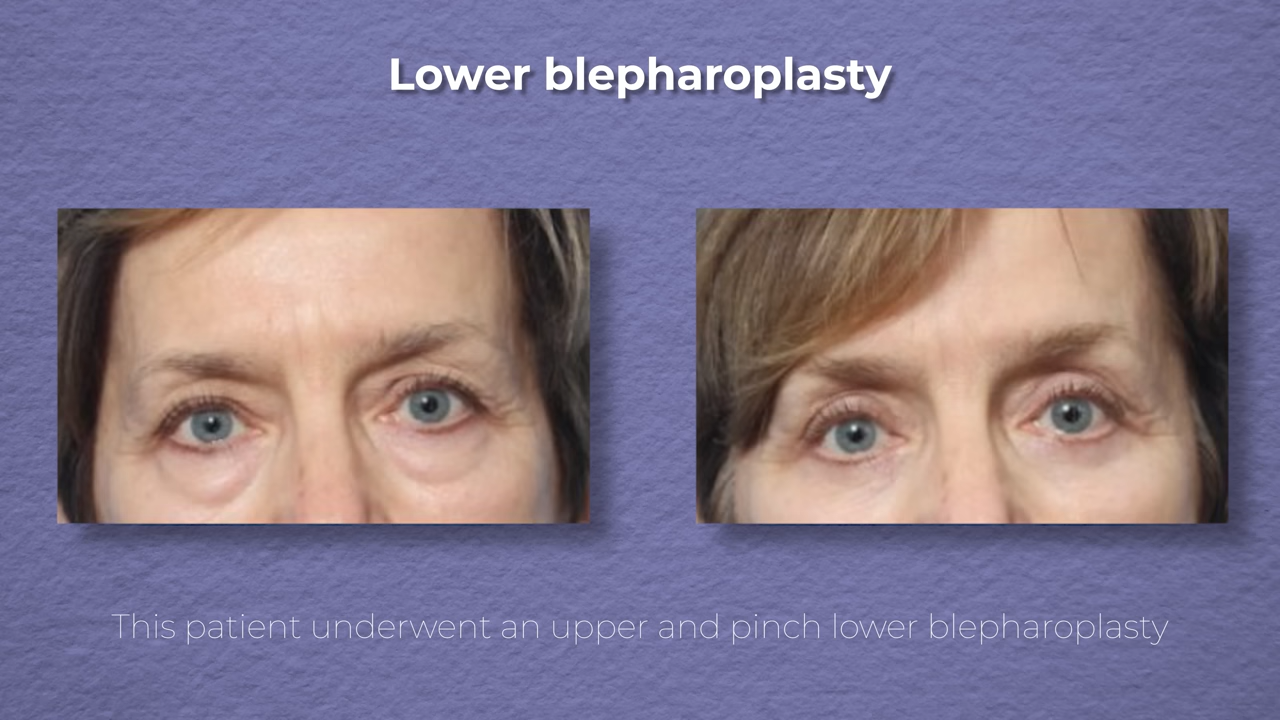 Lower blepharoplasty
This patient underwent an upper and pinch lower blepharoplasty